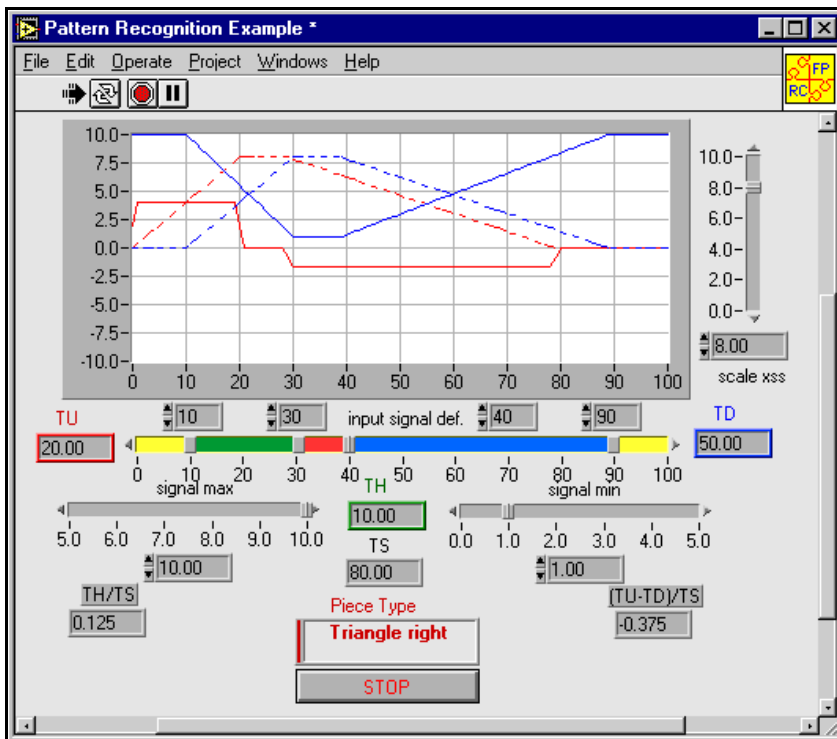 Pattern Recognition Example *
File Edit Operate Project Windows Help
FP
RC
10.0
7.5
5.0
2.5
0.0
-2.5
-5.0
-7.5
-10.0
0 10 20 30 40 50 60 70 80 90 100
10.0
8.0
6.0
4.0
2.0
0.0
8.00
scale xss
TU 10 30 input signal def. 40 90 TD
20.00 50.00
0 10 20 30 40 50 60 70 80 90 100
signal max TH signal min
10.00
5.0 6.0 7.0 8.0 9.0 10.0 TS 0.0 1.0 2.0 3.0 4.0 5.0
10.00 80.00 1.00
TH/TS (TU-TD)/TS
0.125 -0.375
Piece Type
Triangle right
STOP